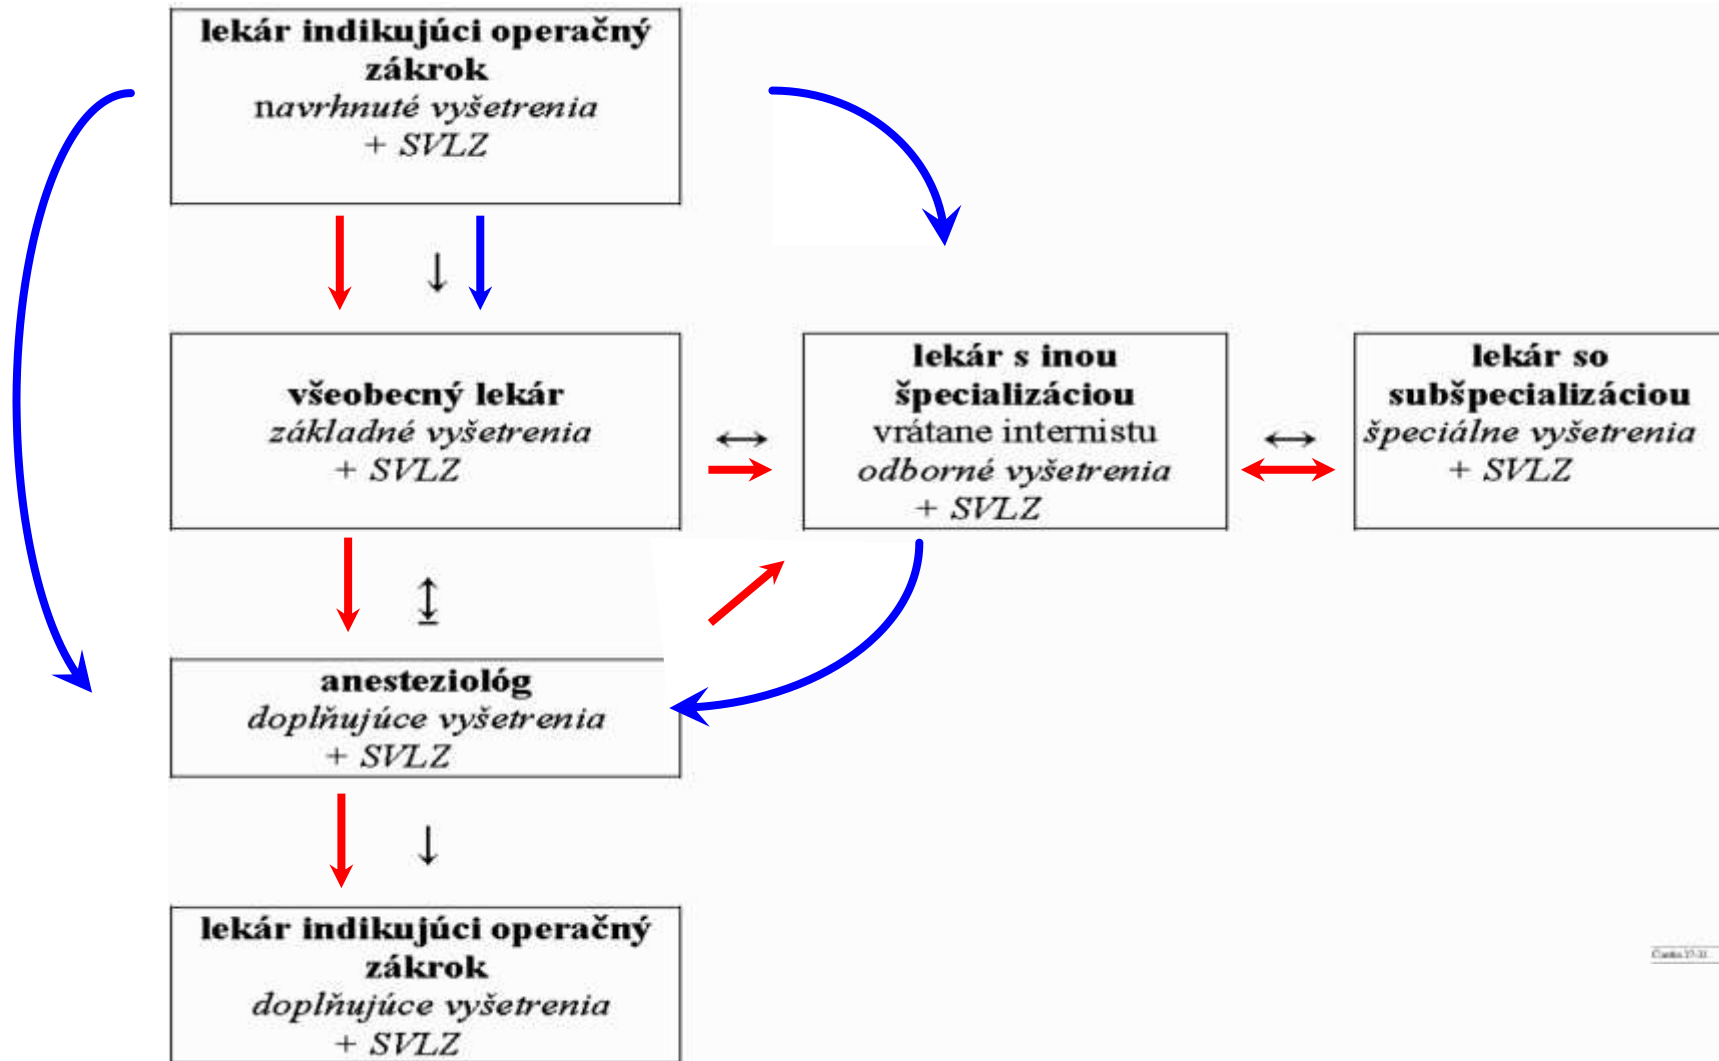 lekár indikujúci operačný
zákrok
navrhnuté vyšetrenia
+ SVLZ
všeobecný lekár
základné vyšetrenia
+ SVLZ
lekár s inou
špecializáciou
vrátane internistu
odborné vyšetrenia
+ SVLZ
lekár so
subšpecializáciou
špeciálne vyšetrenia
+ SVLZ
anesteziológ
doplňujúce vyšetrenia
+ SVLZ
lekár indikujúci operačný
zákrok
doplňujúce vyšetrenia
+ SVLZ